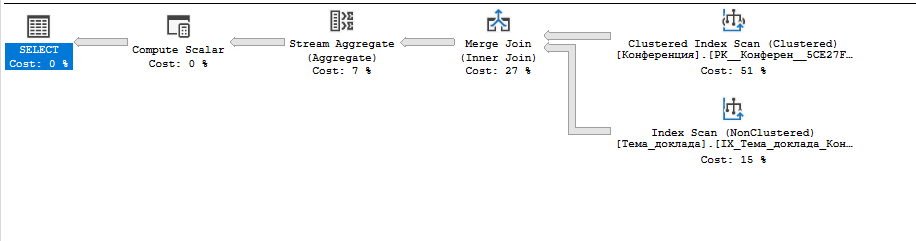 SELECT
Cost: 0 %
Compute Scalar
Cost: 0 %
Stream Aggregate
(Aggregate)
Cost: 7 %
Merge Join
(Inner Join)
Cost: 27 %
Clustered Index Scan (Clustered)
[Конференция].[PK__Конферен__5CE27F…
Cost: 51 %
Index Scan (NonClustered)
[Тема_доклада].[IX_Тема_доклада_Кон…
Cost: 15 %